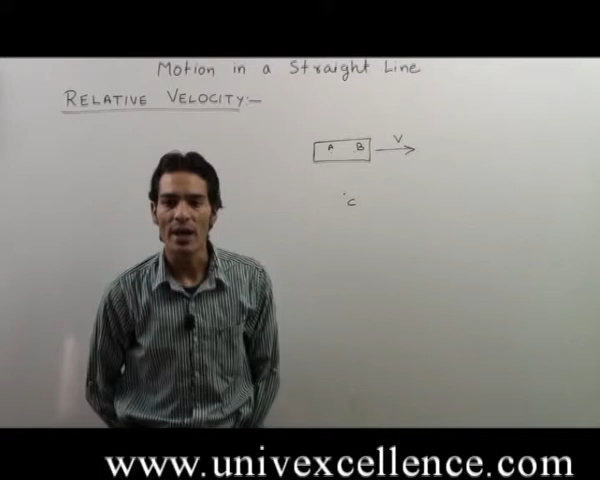 Motion in a Straight Line
RELATIVE VELOCITY:-
A B V
C
www.univexcellence.com